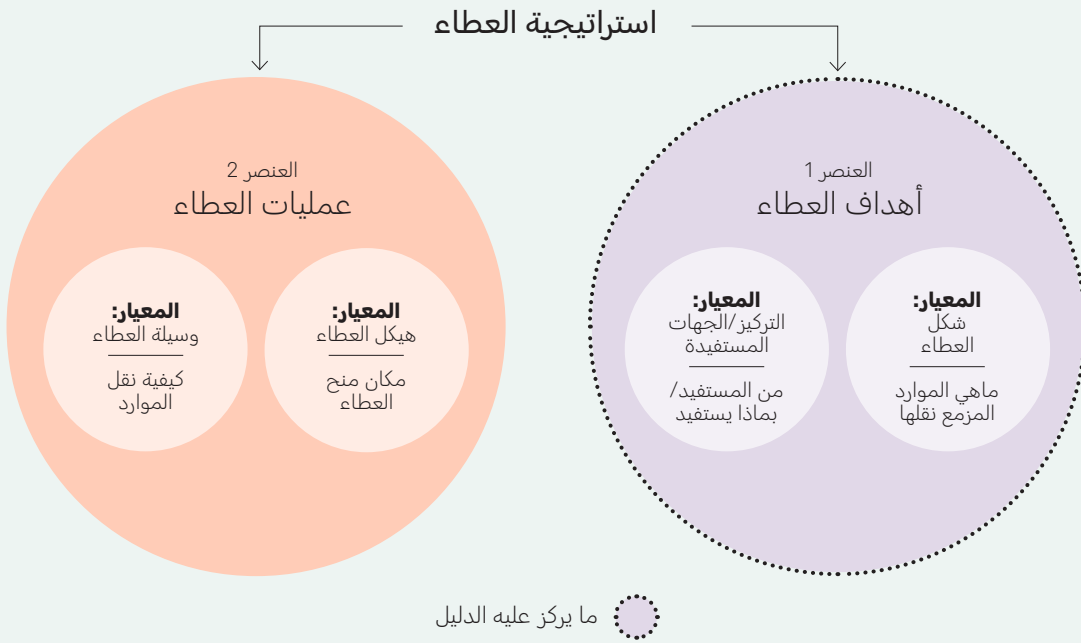 استراتيجية العطاء
العنصر 1
أهداف العطاء
المعيار:
شكل
العطاء
ماهي الموارد
المزمع نقلها
المعيار:
التركيز/الجهات
المستفيدة
من المستفيد/
بماذا يستفيد
العنصر 2
عمليات العطاء
المعيار:
هيكل العطاء
مكان منح
العطاء
المعيار:
وسيلة العطاء
كيفية نقل
الموارد
ما يركز عليه الدليل